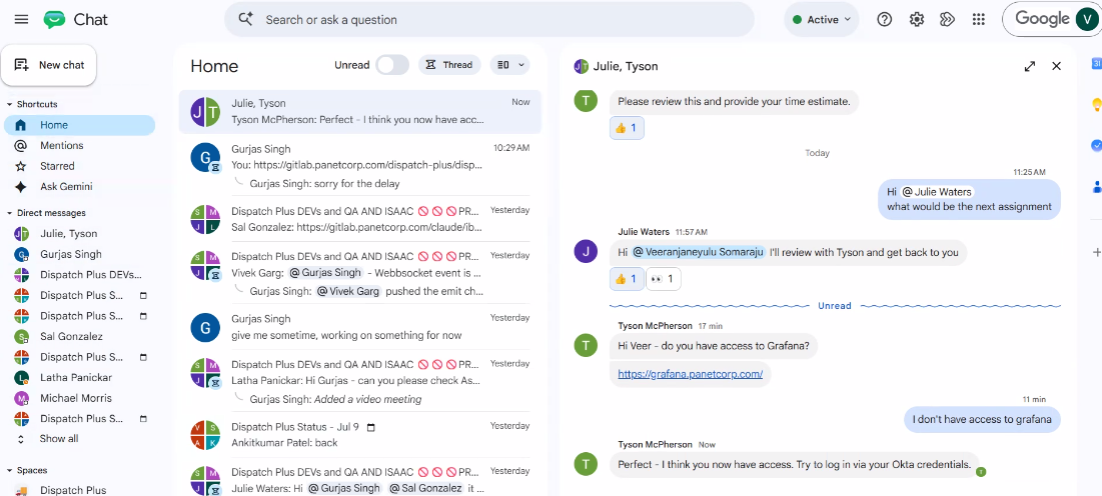 Chat
Search or ask a question
Active
Google
V
New chat
Shortcuts
Home
Mentions
Starred
Ask Gemini
Direct messages
Julie, Tyson
Gurjas Singh
Dispatch Plus DEVs...
Dispatch Plus S...
Dispatch Plus S...
Sal Gonzalez
Dispatch Plus S...
Latha Panickar
Michael Morris
Dispatch Plus S...
Show all
Spaces
Dispatch Plus
Home
Unread
Thread
J T
Julie, Tyson
Now
Tyson McPherson: Perfect - I think you now have acc...
G
Gurjas Singh
10:29 AM
You: https://gitlab.panetcorp.com/dispatch-plus/disp...
Gurjas Singh: sorry for the delay
S M J L
Dispatch Plus DEVs and QA AND ISAAC 🚫🚫🚫PR...
Yesterday
Sal Gonzalez: https://gitlab.panetcorp.com/claude/ib...
S M J
Dispatch Plus DEVs and QA AND ISAAC 🚫🚫🚫PR...
Yesterday
Vivek Garg: @Gurjas Singh - Webbsocket event is ...
Gurjas Singh: @Vivek Garg pushed the emit ch...
G
Gurjas Singh
Yesterday
give me sometime, working on something for now
S M J
Dispatch Plus DEVs and QA AND ISAAC 🚫🚫🚫PR...
Yesterday
Latha Panickar: Hi Gurjas - can you please check As...
Gurjas Singh: Added a video meeting
V S A K
Dispatch Plus Status - Jul 9
Yesterday
Ankitkumar Patel: back
S M
Dispatch Plus DEVs and QA AND ISAAC 🚫🚫🚫PR...
Yesterday
Julie Waters: Hi @Gurjas Singh @Sal Gonzalez it ...
Julie, Tyson
T
Please review this and provide your time estimate.
👍 1
Today
11:25 AM
Hi @Julie Waters
what would be the next assignment
Julie Waters 11:57 AM
J
Hi @Veeranjaneyulu Somaraju I'll review with Tyson and get back to you
👍 1 👀 1
Unread
Tyson McPherson 17 min
T
Hi Veer - do you have access to Grafana?
https://grafana.panetcorp.com/
11 min
I don't have access to grafana
Tyson McPherson Now
T
Perfect - I think you now have access. Try to log in via your Okta credentials.